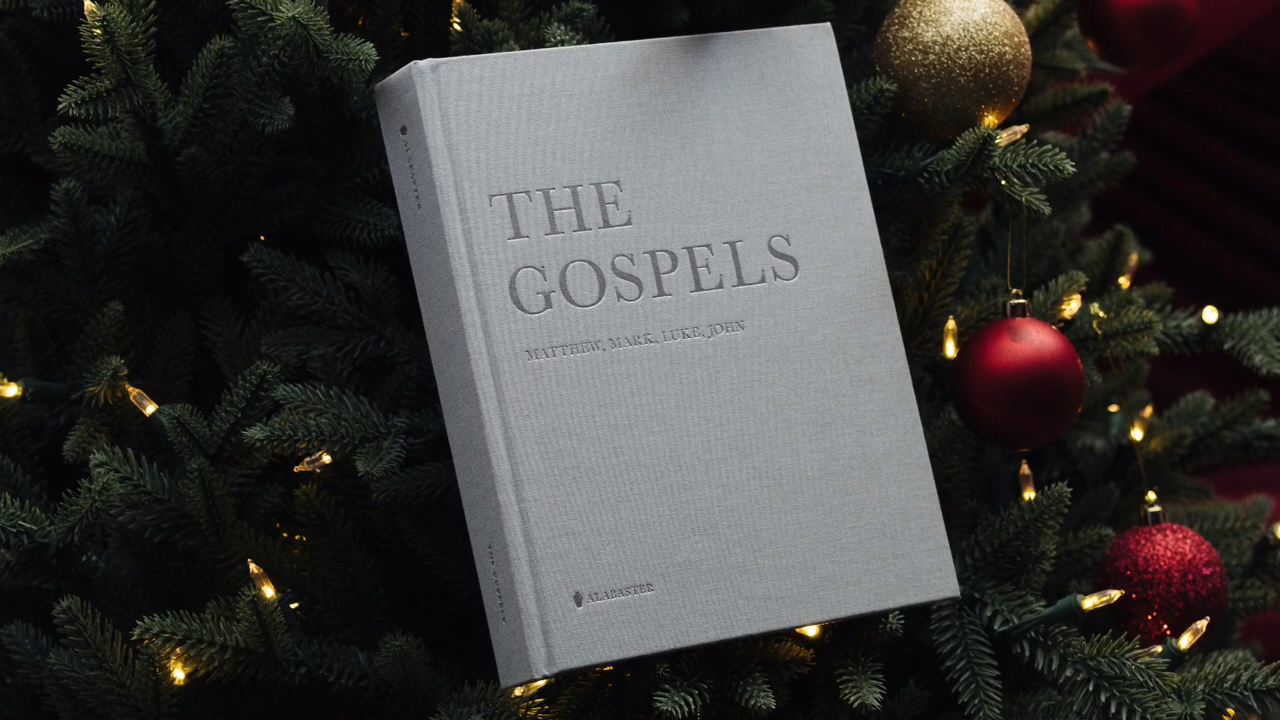 THE
GOSPELS
MATTHEW, MARK, LUKE, JOHN
ALABASTER